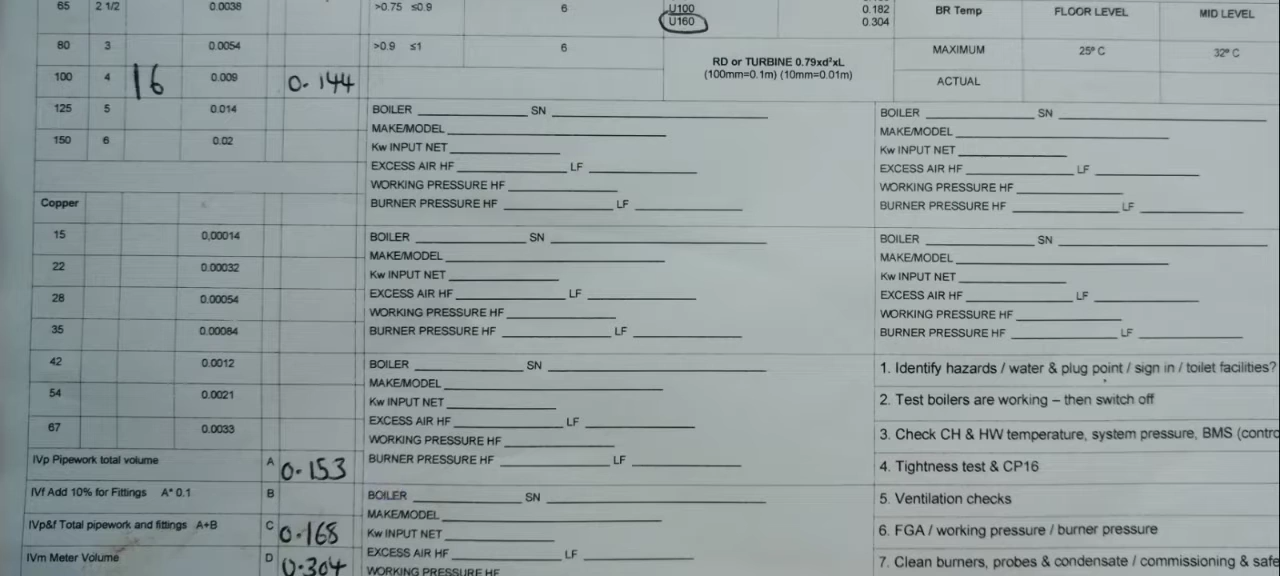 65 2 1/2 0.0038
80 3 0.0054
100 4 16 0.009 0.144
125 5 0.014
150 6 0.02
Copper
15 0,00014
22 0.00032
28 0.00054
35 0.00084
42 0.0012
54 0.0021
67 0.0033
IVp Pipework total volume A 0.153
IVf Add 10% for Fittings A* 0.1 B
IVp&f Total pipework and fittings A+B C 0.168
IVm Meter Volume D 0.304
>0.75 ≤0.9 6
>0.9 ≤1 6
U100 0.182
U160 0.304
RD or TURBINE 0.79xd²xL
(100mm=0.1m) (10mm=0.01m)
BR Temp FLOOR LEVEL MID LEVEL
MAXIMUM 25º C 32º C
ACTUAL
BOILER SN
MAKE/MODEL
Kw INPUT NET
EXCESS AIR HF LF
WORKING PRESSURE HF
BURNER PRESSURE HF LF
BOILER SN
MAKE/MODEL
Kw INPUT NET
EXCESS AIR HF LF
WORKING PRESSURE HF
BURNER PRESSURE HF LF
BOILER SN
MAKE/MODEL
Kw INPUT NET
EXCESS AIR HF LF
WORKING PRESSURE HF
BURNER PRESSURE HF LF
BOILER SN
MAKE/MODEL
Kw INPUT NET
EXCESS AIR HF LF
WORKING PRESSURE HF
BOILER SN
MAKE/MODEL
Kw INPUT NET
EXCESS AIR HF LF
WORKING PRESSURE HF
BURNER PRESSURE HF LF
BOILER SN
MAKE/MODEL
Kw INPUT NET
EXCESS AIR HF LF
WORKING PRESSURE HF
BURNER PRESSURE HF LF
1. Identify hazards / water & plug point / sign in / toilet facilities?
2. Test boilers are working – then switch off
3. Check CH & HW temperature, system pressure, BMS (contro
4. Tightness test & CP16
5. Ventilation checks
6. FGA / working pressure / burner pressure
7. Clean burners, probes & condensate / commissioning & safe